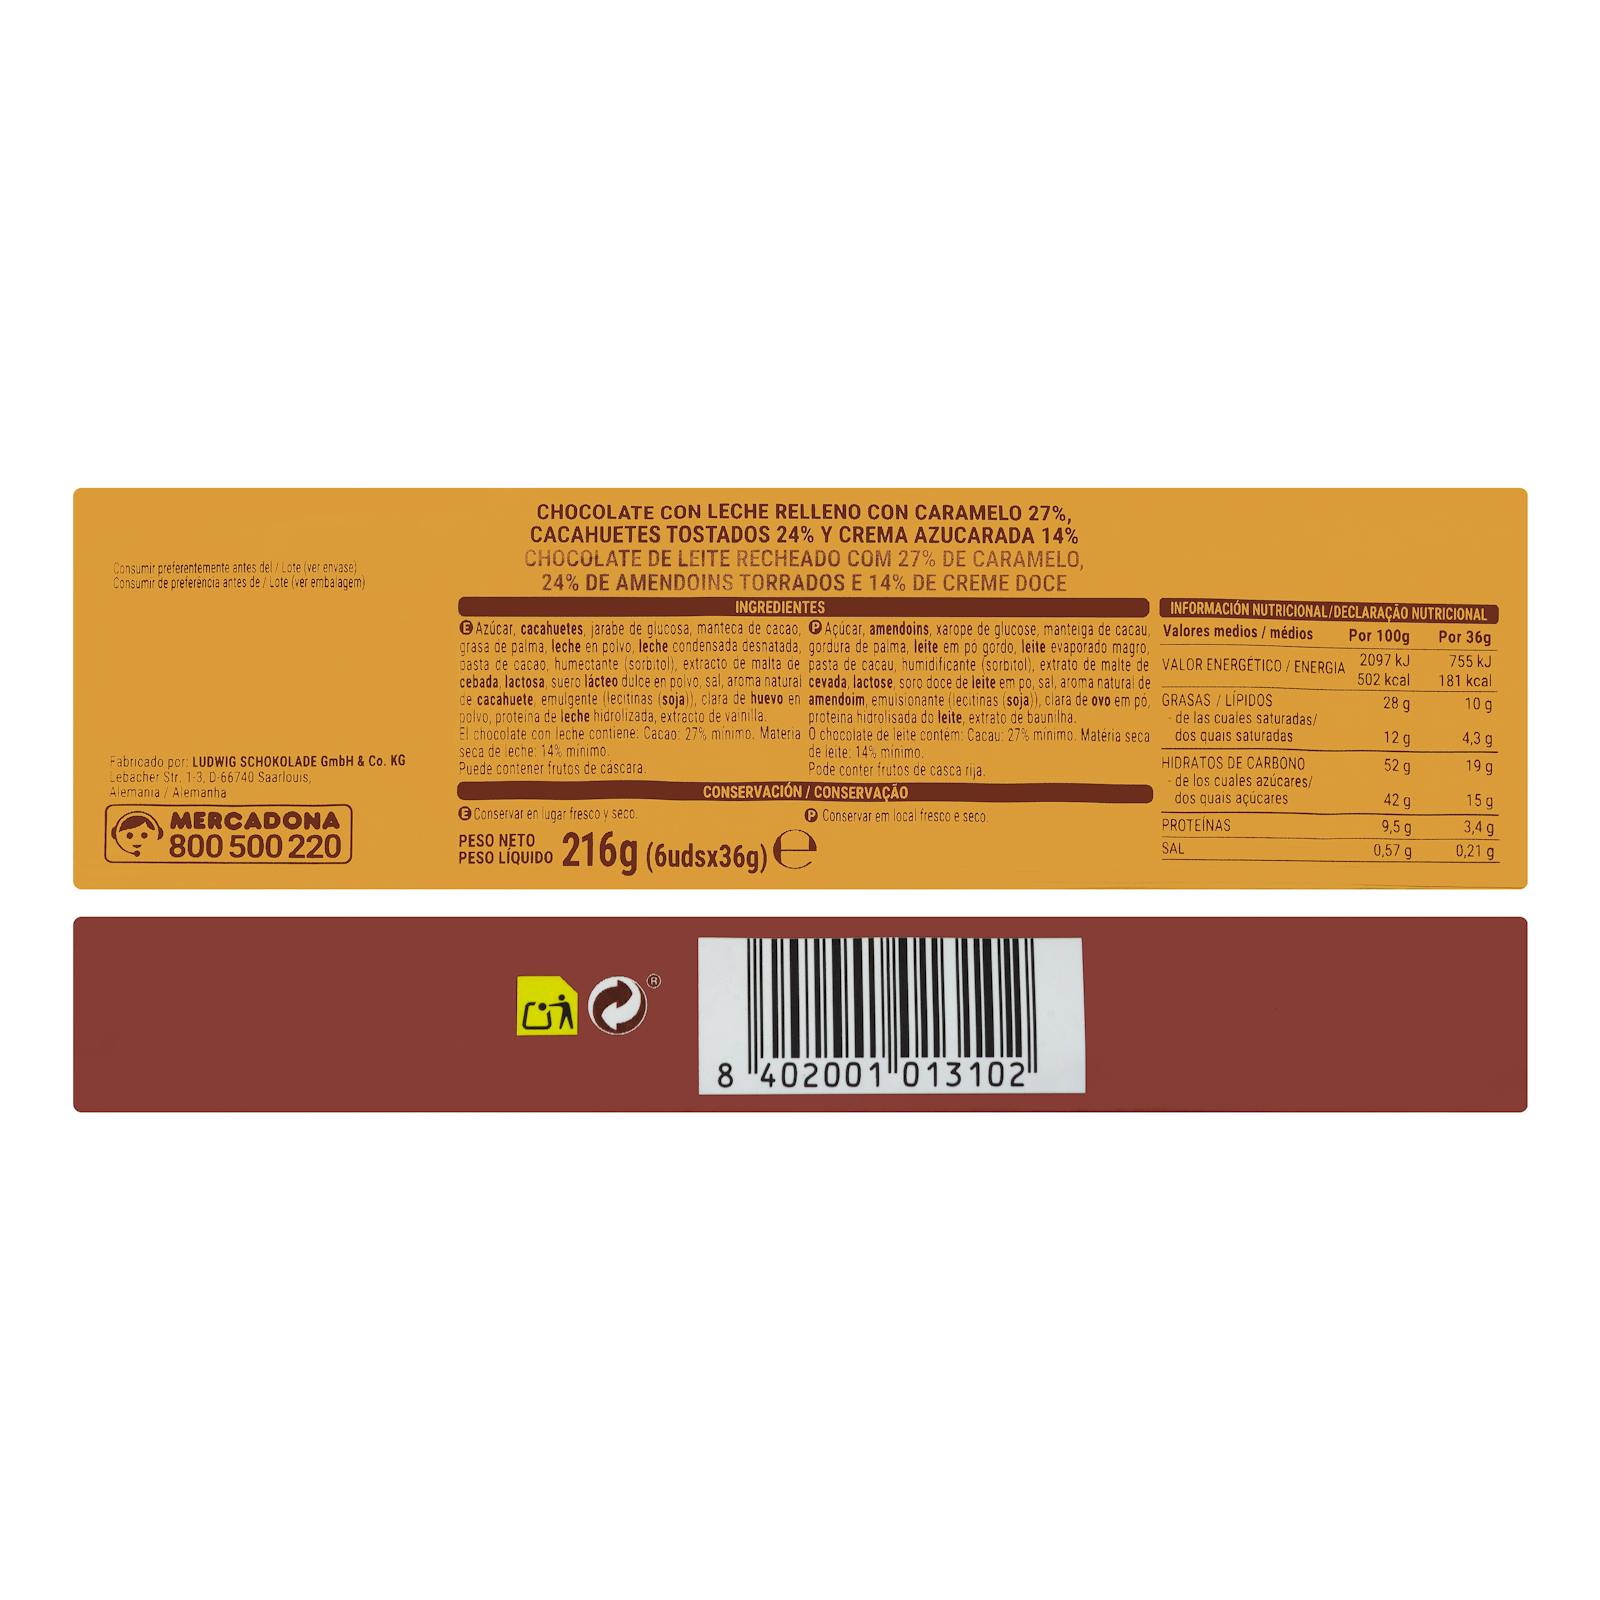 CHOCOLATE CON LECHE RELLENO CON CARAMELO 27%,
CACAHUETES TOSTADOS 24% Y CREMA AZUCARADA 14%
CHOCOLATE DE LEITE RECHEADO COM 27% DE CARAMELO,
24% DE AMENDOINS TORRADOS E 14% DE CREME DOCE
Consumir preferentemente antes del / Lote (ver envase)
Consumir de preferência antes de / Lote (ver embalagem)
Fabricado por: LUDWIG SCHOKOLADE GmbH & Co. KG
Lebacher Str. 1-3, D-66740 Saarlouis,
Alemania / Alemanha
MERCADONA
800 500 220
INGREDIENTES
E Azúcar, cacahuetes, jarabe de glucosa, manteca de cacao,
grasa de palma, leche en polvo, leche condensada desnatada,
pasta de cacao, humectante (sorbitol), extracto de malta de
cebada, lactosa, suero lácteo dulce en polvo, sal, aroma natural
de cacahuete, emulgente (lecitinas (soja)), clara de huevo en
polvo, proteína de leche hidrolizada, extracto de vainilla.
El chocolate con leche contiene: Cacao: 27% mínimo. Materia
seca de leche: 14% mínimo.
Puede contener frutos de cáscara.
P Açúcar, amendoins, xarope de glucose, manteiga de cacau,
gordura de palma, leite em pó gordo, leite evaporado magro,
pasta de cacau, humidificante (sorbitol), extrato de malte de
cevada, lactose, soro doce de leite em po, sal, aroma natural de
amendoim, emulsionante (lecitinas (soja)), clara de ovo em pó,
proteína hidrolisada do leite, extrato de baunilha.
O chocolate de leite contém: Cacau: 27% mínimo. Matéria seca
de leite: 14% mínimo.
Pode conter frutos de casca rija.
CONSERVACIÓN / CONSERVAÇÃO
E Conservar en lugar fresco y seco.
P Conservar em local fresco e seco.
PESO NETO
PESO LÍQUIDO 216g (6udsx36g) e
INFORMACIÓN NUTRICIONAL/DECLARAÇÃO NUTRICIONAL
Valores medios / médios Por 100g Por 36g
VALOR ENERGÉTICO / ENERGIA 2097 kJ 755 kJ
502 kcal 181 kcal
GRASAS / LÍPIDOS 28 g 10 g
- de las cuales saturadas/
dos quais saturadas 12 g 4,3 g
HIDRATOS DE CARBONO 52 g 19 g
- de los cuales azúcares/
dos quais açúcares 42 g 15 g
PROTEÍNAS 9,5 g 3,4 g
SAL 0,57 g 0,21 g
®
8 402001 013102